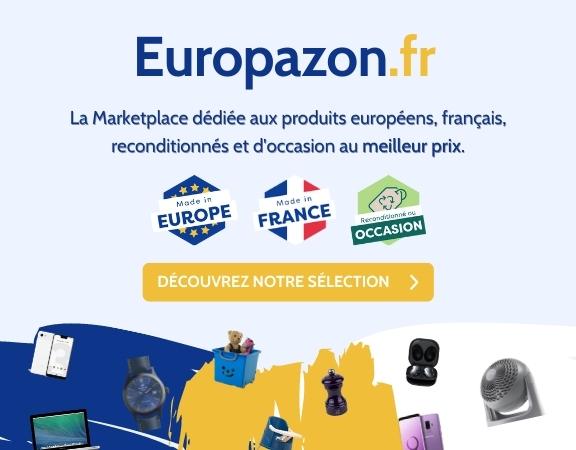 Europazon.fr
La Marketplace dédiée aux produits européens, français,
reconditionnés et d'occasion au meilleur prix.
Made in
EUROPE
Made in
FRANCE
Reconditionné ou
OCCASION
DÉCOUVREZ NOTRE SÉLECTION